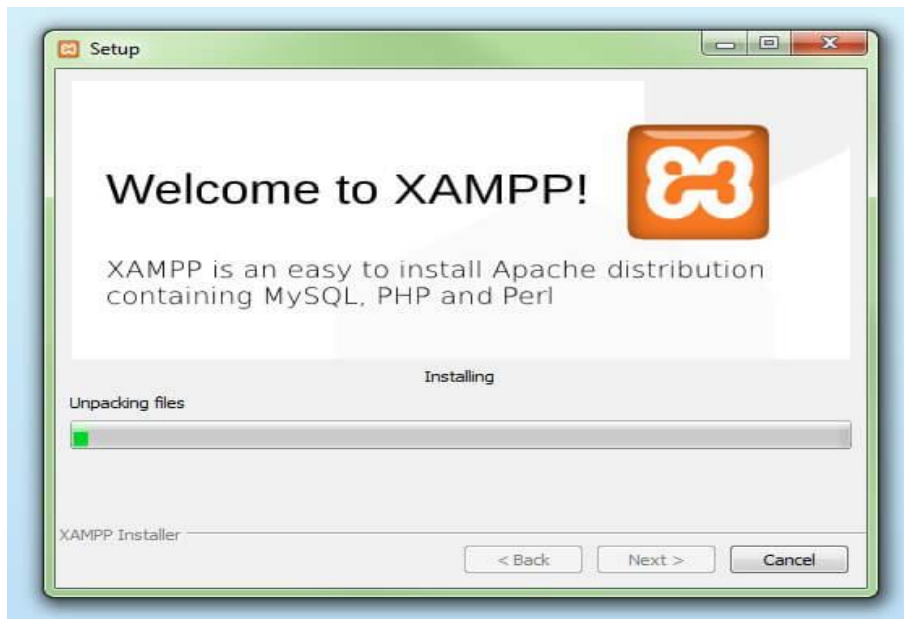 Setup
Welcome to XAMPP!
XAMPP is an easy to install Apache distribution
containing MySQL, PHP and Perl
Installing
Unpacking files
XAMPP Installer
< Back
Next >
Cancel